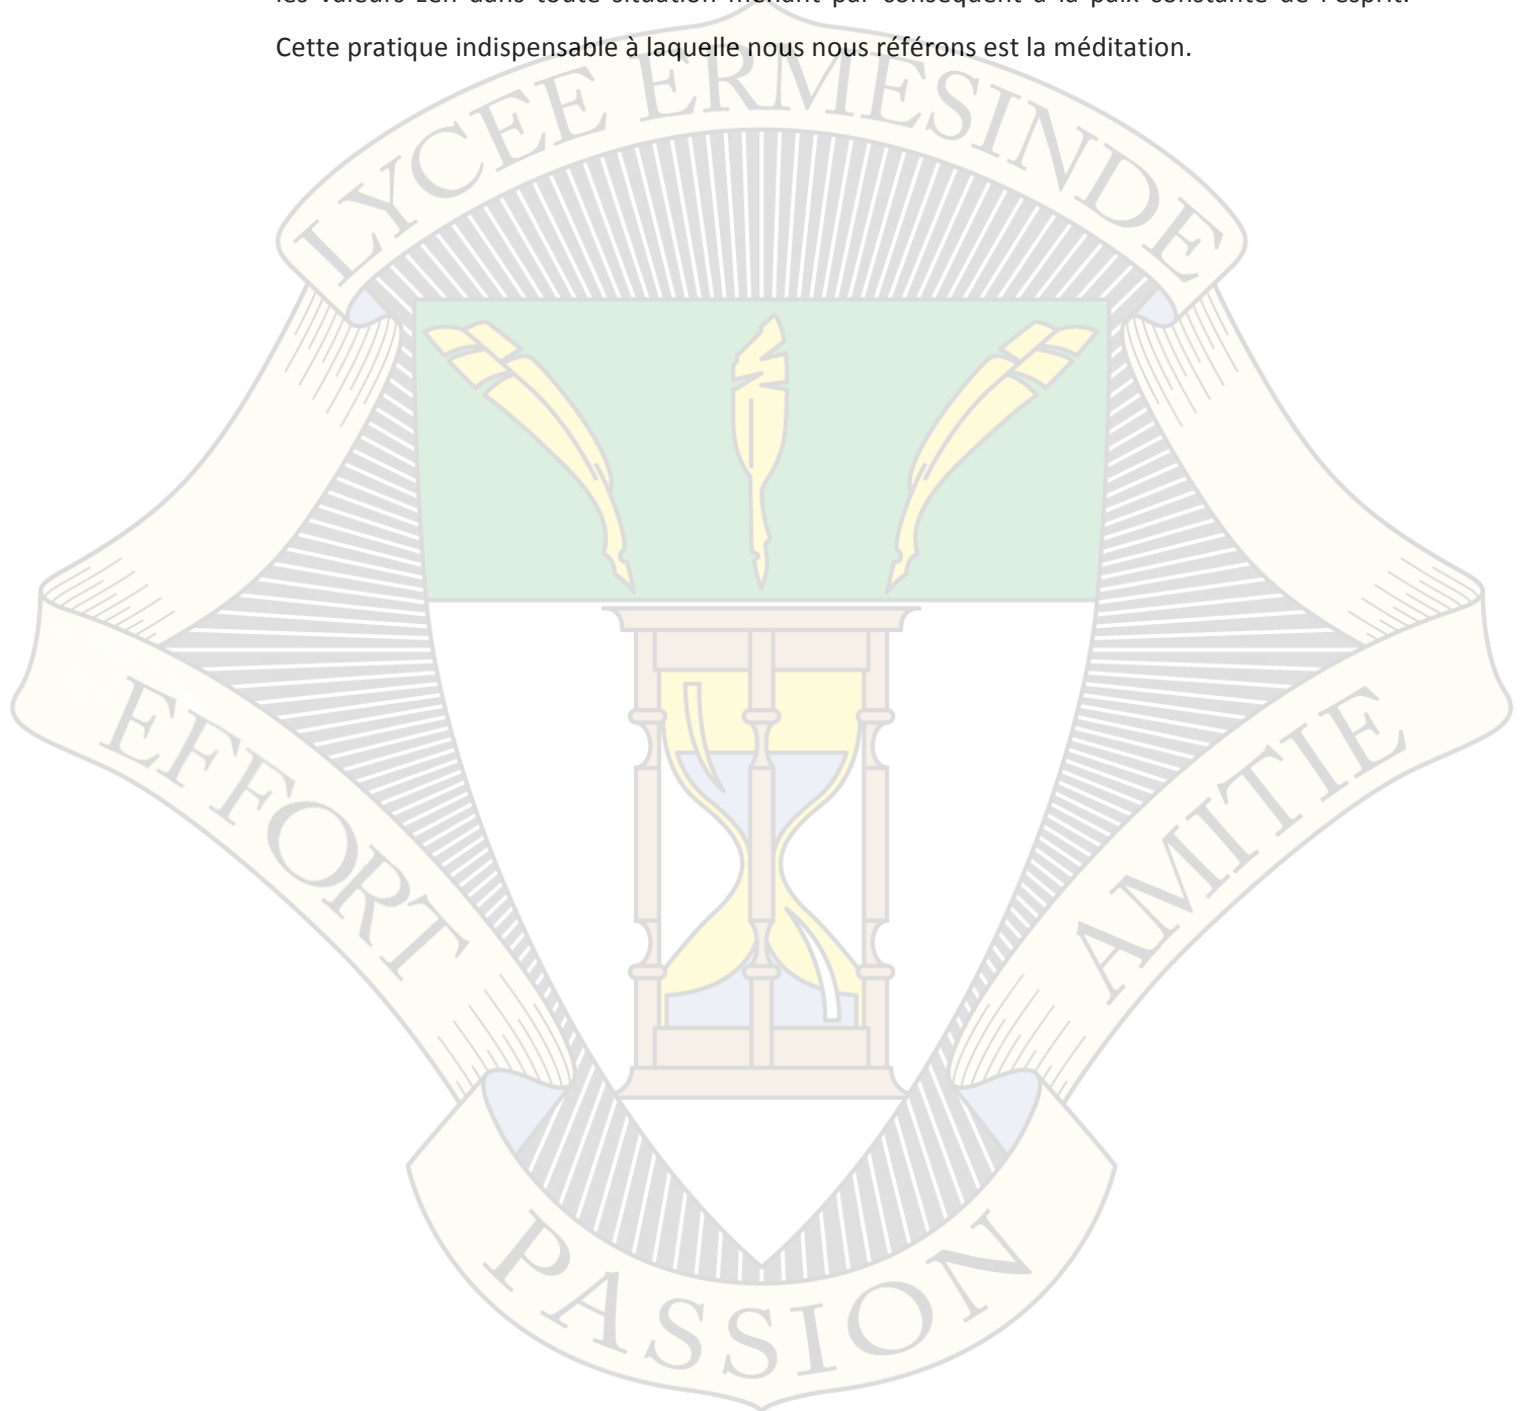 les valeurs zen dans toute situation menant par conséquent à la paix constante de l'esprit.
Cette pratique indispensable à laquelle nous nous référons est la méditation.
LYCEE ERMESINDE
EFFORT
AMITIE
PASSION